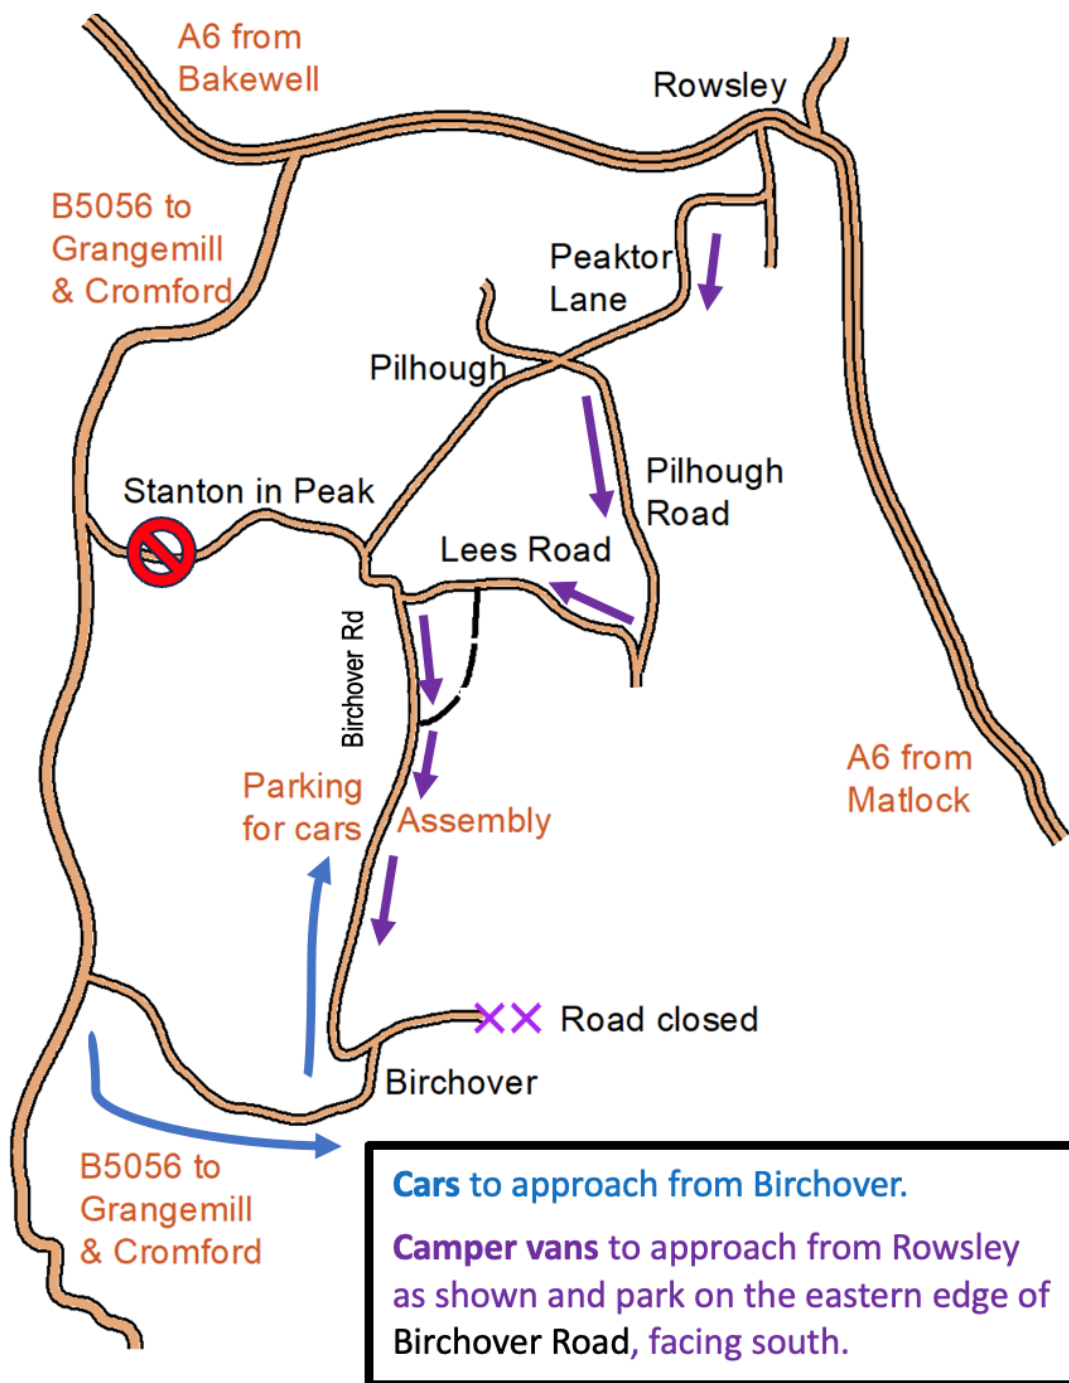 A6 from
Bakewell
Rowsley
B5056 to
Grangemill
& Cromford
Peaktor
Lane
Pilhough
Pilhough
Road
Stanton in Peak
Lees Road
Birchover Rd
A6 from
Matlock
Parking
for cars
Assembly
Road closed
Birchover
B5056 to
Grangemill
& Cromford
Cars to approach from Birchover.
Camper vans to approach from Rowsley
as shown and park on the eastern edge of
Birchover Road, facing south.